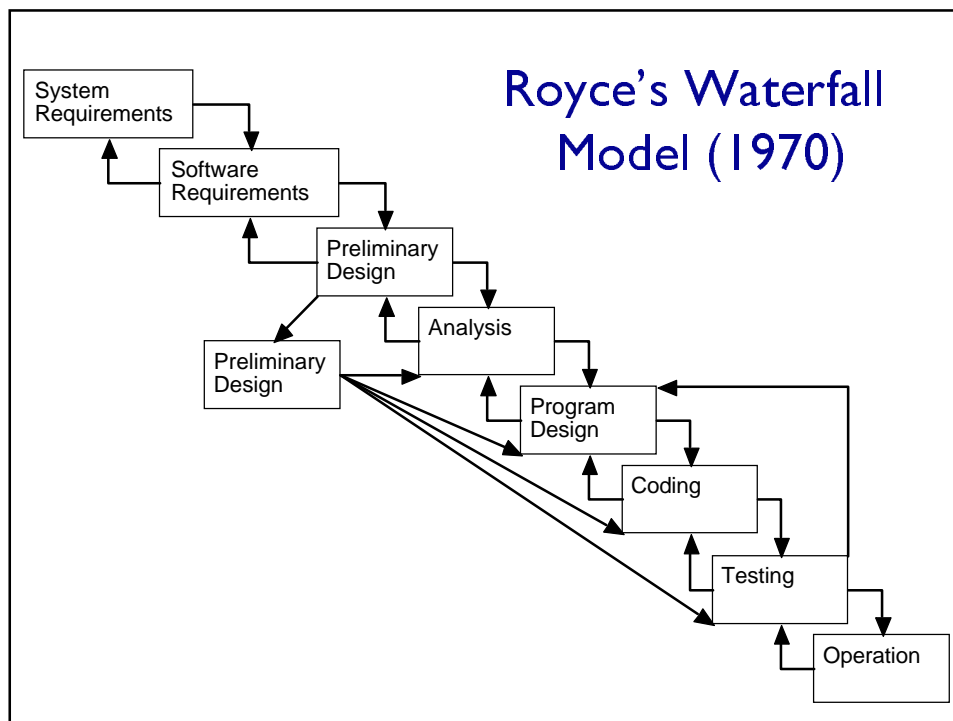 Royce's Waterfall
Model (1970)
System
Requirements
Software
Requirements
Preliminary
Design
Analysis
Preliminary
Design
Program
Design
Coding
Testing
Operation